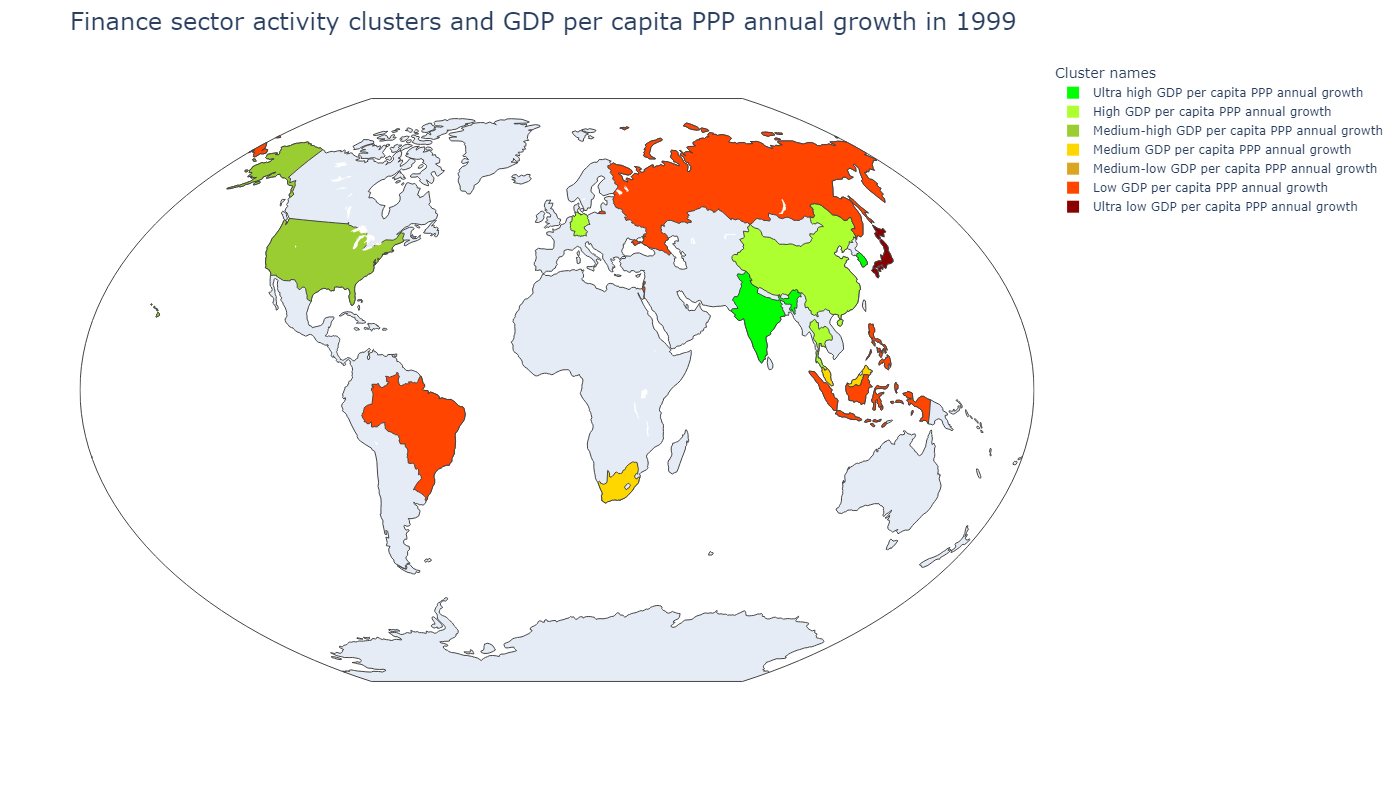 Finance sector activity clusters and GDP per capita PPP annual growth in 1999
Cluster names
Ultra high GDP per capita PPP annual growth
High GDP per capita PPP annual growth
Medium-high GDP per capita PPP annual growth
Medium GDP per capita PPP annual growth
Medium-low GDP per capita PPP annual growth
Low GDP per capita PPP annual growth
Ultra low GDP per capita PPP annual growth